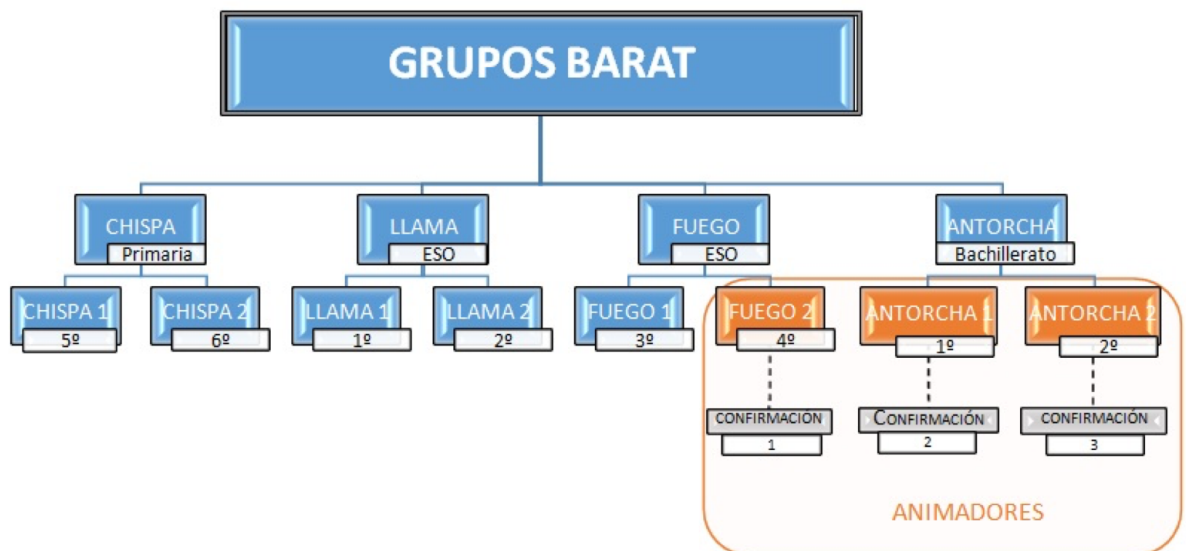 GRUPOS BARAT
CHISPA
Primaria
LLAMA
ESO
FUEGO
ESO
ANTORCHA
Bachillerato
CHISPA 1
5º
CHISPA 2
6º
LLAMA 1
1º
LLAMA 2
2º
FUEGO 1
3º
FUEGO 2
4º
ANTORCHA 1
1º
ANTORCHA 2
2º
CONFIRMACIÓN
1
CONFIRMACIÓN
2
CONFIRMACIÓN
3
ANIMADORES